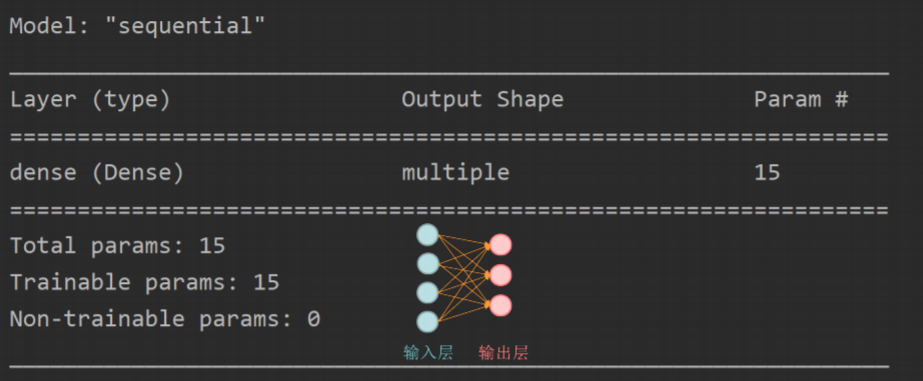 Model: "sequential"
Layer (type) Output Shape Param #
=================================================================
dense (Dense) multiple 15
=================================================================
Total params: 15
Trainable params: 15
Non-trainable params: 0
输入层 输出层